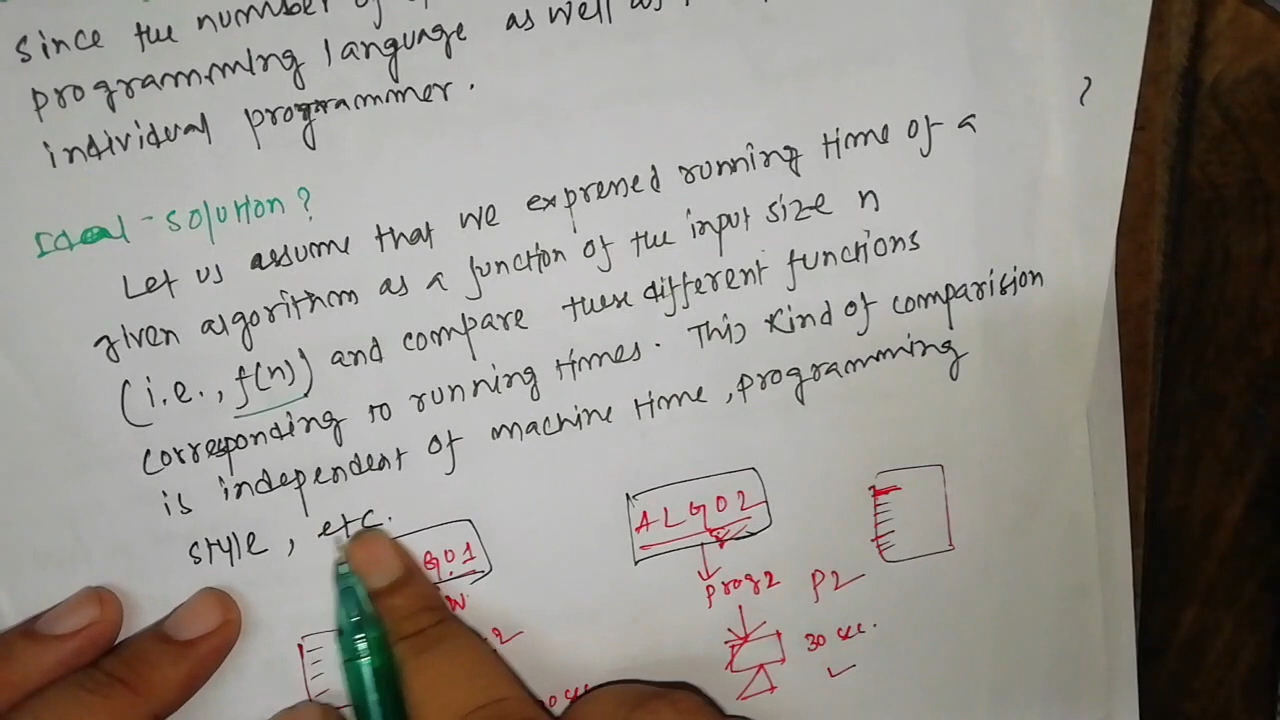 since the number of
programming language as well as
individual programmer.
?
Ideal-solution?
Let us assume that we expressed running time of a
given algorithm as a function of the input size n
(i.e., f(n)) and compare these different functions
corresponding to running times. This kind of comparision
is independent of machine time, programming
style, etc.
GO1
ALGO2
prog2 P2
30 sec.